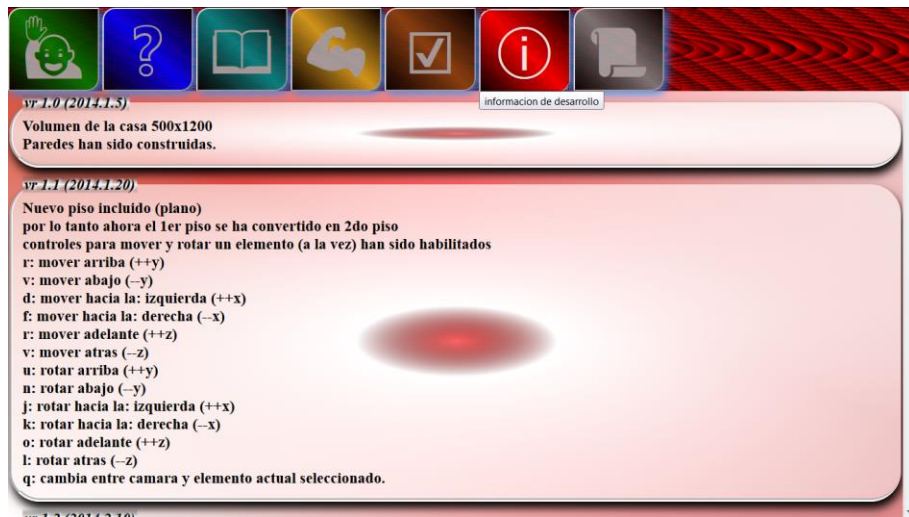 informacion de desarrollo
vr 1.0 (2014.1.5)
Volumen de la casa 500x1200
Paredes han sido construidas.
vr 1.1 (2014.1.20)
Nuevo piso incluido (plano)
por lo tanto ahora el 1er piso se ha convertido en 2do piso
controles para mover y rotar un elemento (a la vez) han sido habilitados
r: mover arriba (++y)
v: mover abajo (--y)
d: mover hacia la: izquierda (++x)
f: mover hacia la: derecha (--x)
r: mover adelante (++z)
v: mover atras (--z)
u: rotar arriba (++y)
n: rotar abajo (--y)
j: rotar hacia la: izquierda (++x)
k: rotar hacia la: derecha (--x)
o: rotar adelante (++z)
l: rotar atras (--z)
q: cambia entre camara y elemento actual seleccionado.